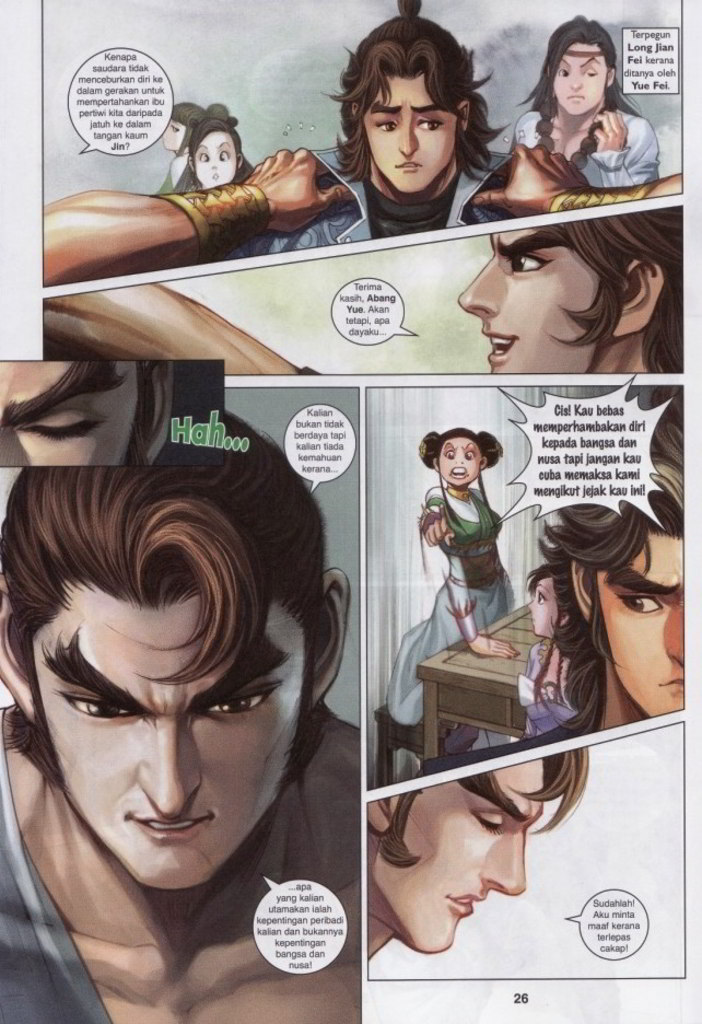 Kenapa
saudara tidak
menceburkan diri ke
dalam gerakan untuk
mempertahankan ibu
pertiwi kita daripada
jatuh ke dalam
tangan kaum
Jin?
Terpegun
Long Jian
Fei kerana
ditanya oleh
Yue Fei.
Terima
kasih, Abang
Yue. Akan
tetapi, apa
dayaku...
Hah...
Kalian
bukan tidak
berdaya tapi
kalian tiada
kemahuan
kerana...
...apa
yang kalian
utamakan ialah
kepentingan peribadi
kalian dan bukannya
kepentingan
bangsa dan
nusa!
Cis! Kau bebas
memperhambakan diri
kepada bangsa dan
nusa tapi jangan kau
cuba memaksa kami
mengikut jejak kau ini!
Sudahlah!
Aku minta
maaf kerana
terlepas
cakap!
26